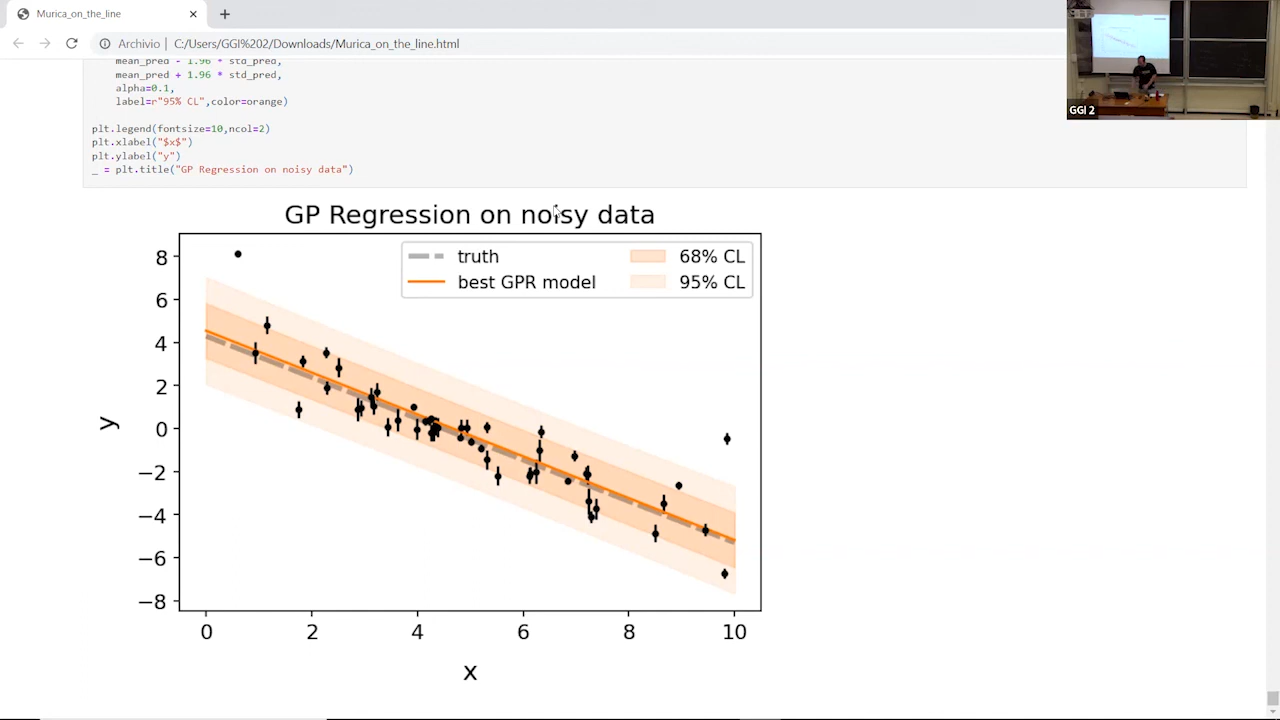 Murica_on_the_line
Archivio | C:/Users/GGI%202/Downloads/Murica_on_the_line.html
mean_pred - 1.96 * std_pred,
mean_pred + 1.96 * std_pred,
alpha=0.1,
label=r"95% CL",color=orange)
plt.legend(fontsize=10,ncol=2)
plt.xlabel("$x$")
plt.ylabel("y")
_ = plt.title("GP Regression on noisy data")
GGI 2
GP Regression on noisy data
truth
68% CL
best GPR model
95% CL
8
6
4
2
0
−2
−4
−6
−8
y
0 2 4 6 8 10
x